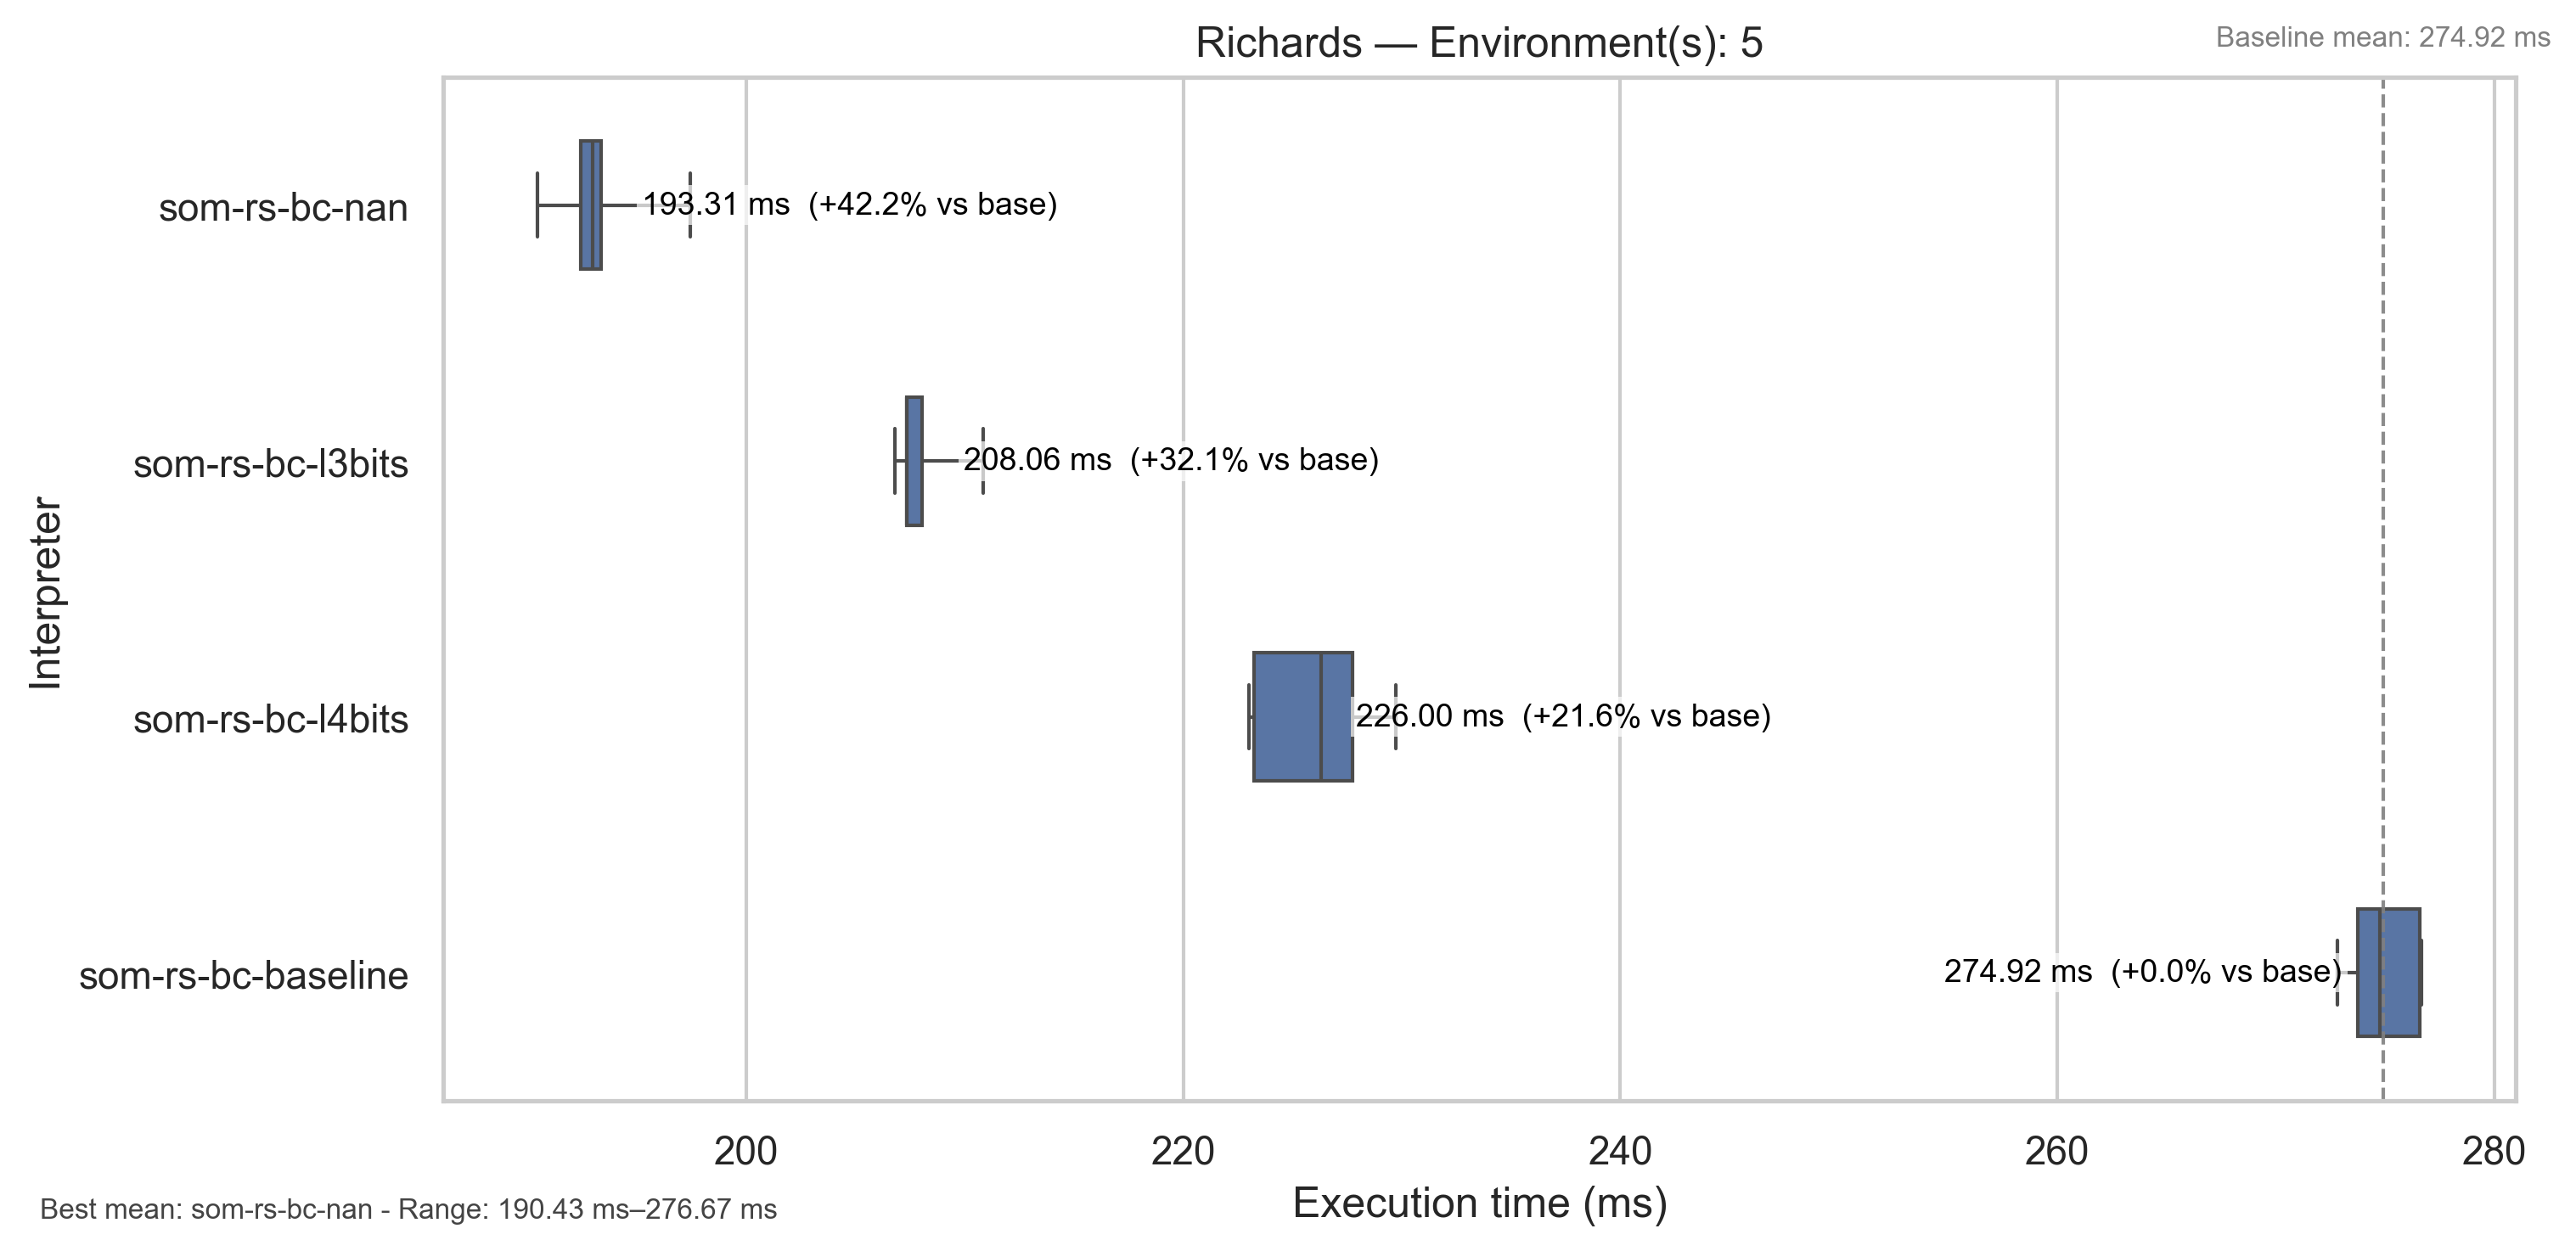 Richards — Environment(s): 5
Baseline mean: 274.92 ms
Interpreter
som-rs-bc-nan
193.31 ms (+42.2% vs base)
som-rs-bc-l3bits
208.06 ms (+32.1% vs base)
som-rs-bc-l4bits
226.00 ms (+21.6% vs base)
som-rs-bc-baseline
274.92 ms (+0.0% vs base)
200 220 240 260 280
Execution time (ms)
Best mean: som-rs-bc-nan - Range: 190.43 ms–276.67 ms